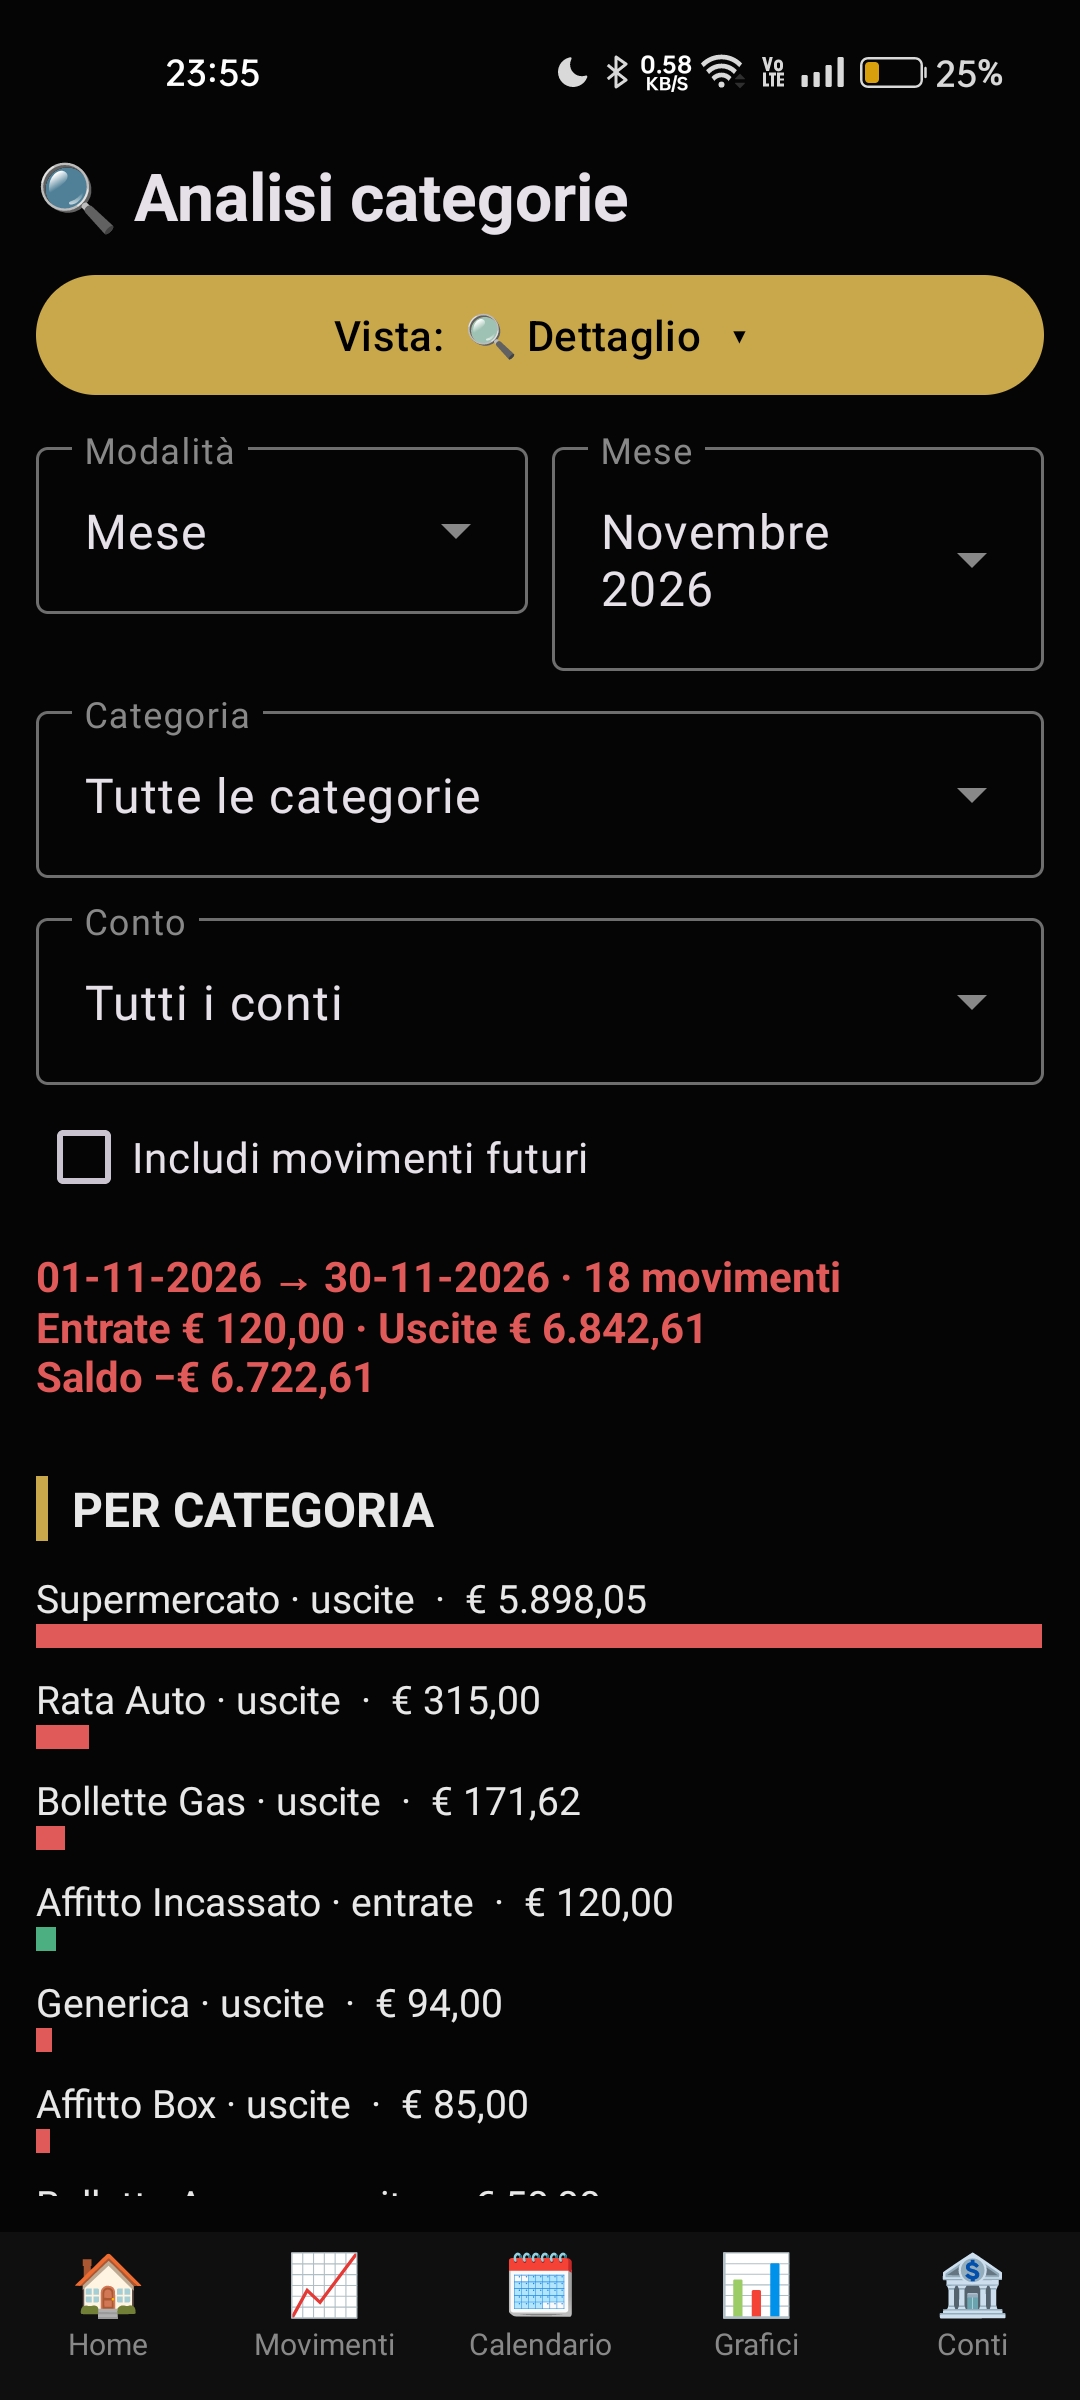 23:55
0.58 KB/S
Vo LTE
25%
Analisi categorie
Vista: Dettaglio
Modalità
Mese
Mese
Novembre
2026
Categoria
Tutte le categorie
Conto
Tutti i conti
Includi movimenti futuri
01-11-2026 → 30-11-2026 · 18 movimenti
Entrate € 120,00 · Uscite € 6.842,61
Saldo −€ 6.722,61
PER CATEGORIA
Supermercato · uscite · € 5.898,05
Rata Auto · uscite · € 315,00
Bollette Gas · uscite · € 171,62
Affitto Incassato · entrate · € 120,00
Generica · uscite · € 94,00
Affitto Box · uscite · € 85,00
Home
Movimenti
Calendario
Grafici
Conti